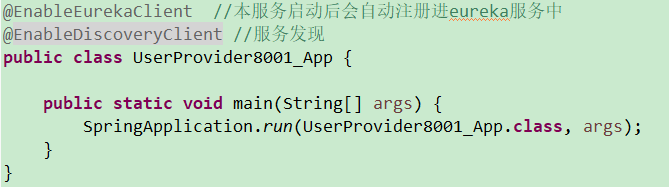 @EnableEurekaClient  //本服务启动后会自动注册进eureka服务中
@EnableDiscoveryClient //服务发现
public class UserProvider8001_App {
    public static void main(String[] args) {
        SpringApplication.run(UserProvider8001_App.class, args);
    }
}